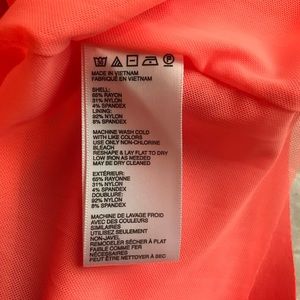 MADE IN VIETNAM
FABRIQUÉ EN VIETNAM
SHELL:
65% RAYON
31% NYLON
4% SPANDEX
LINING:
92% NYLON
8% SPANDEX
MACHINE WASH COLD
WITH LIKE COLORS
USE ONLY NON-CHLORINE
BLEACH
RESHAPE & LAY FLAT TO DRY
LOW IRON AS NEEDED
MAY BE DRY CLEANED
EXTÉRIEUR:
65% RAYONNE
31% NYLON
4% SPANDEX
DOUBLURE:
92% NYLON
8% SPANDEX
MACHINE DE LAVAGE FROID
AVEC DES COULEURS
SIMILAIRES
UTILISEZ SEULEMENT
NON-JAVEL
REMODELER SÉCHER À PLAT
FAIBLE COMME FER
NÉCESSAIRES
PEUT ÊTRE NETTOYÉ À SEC